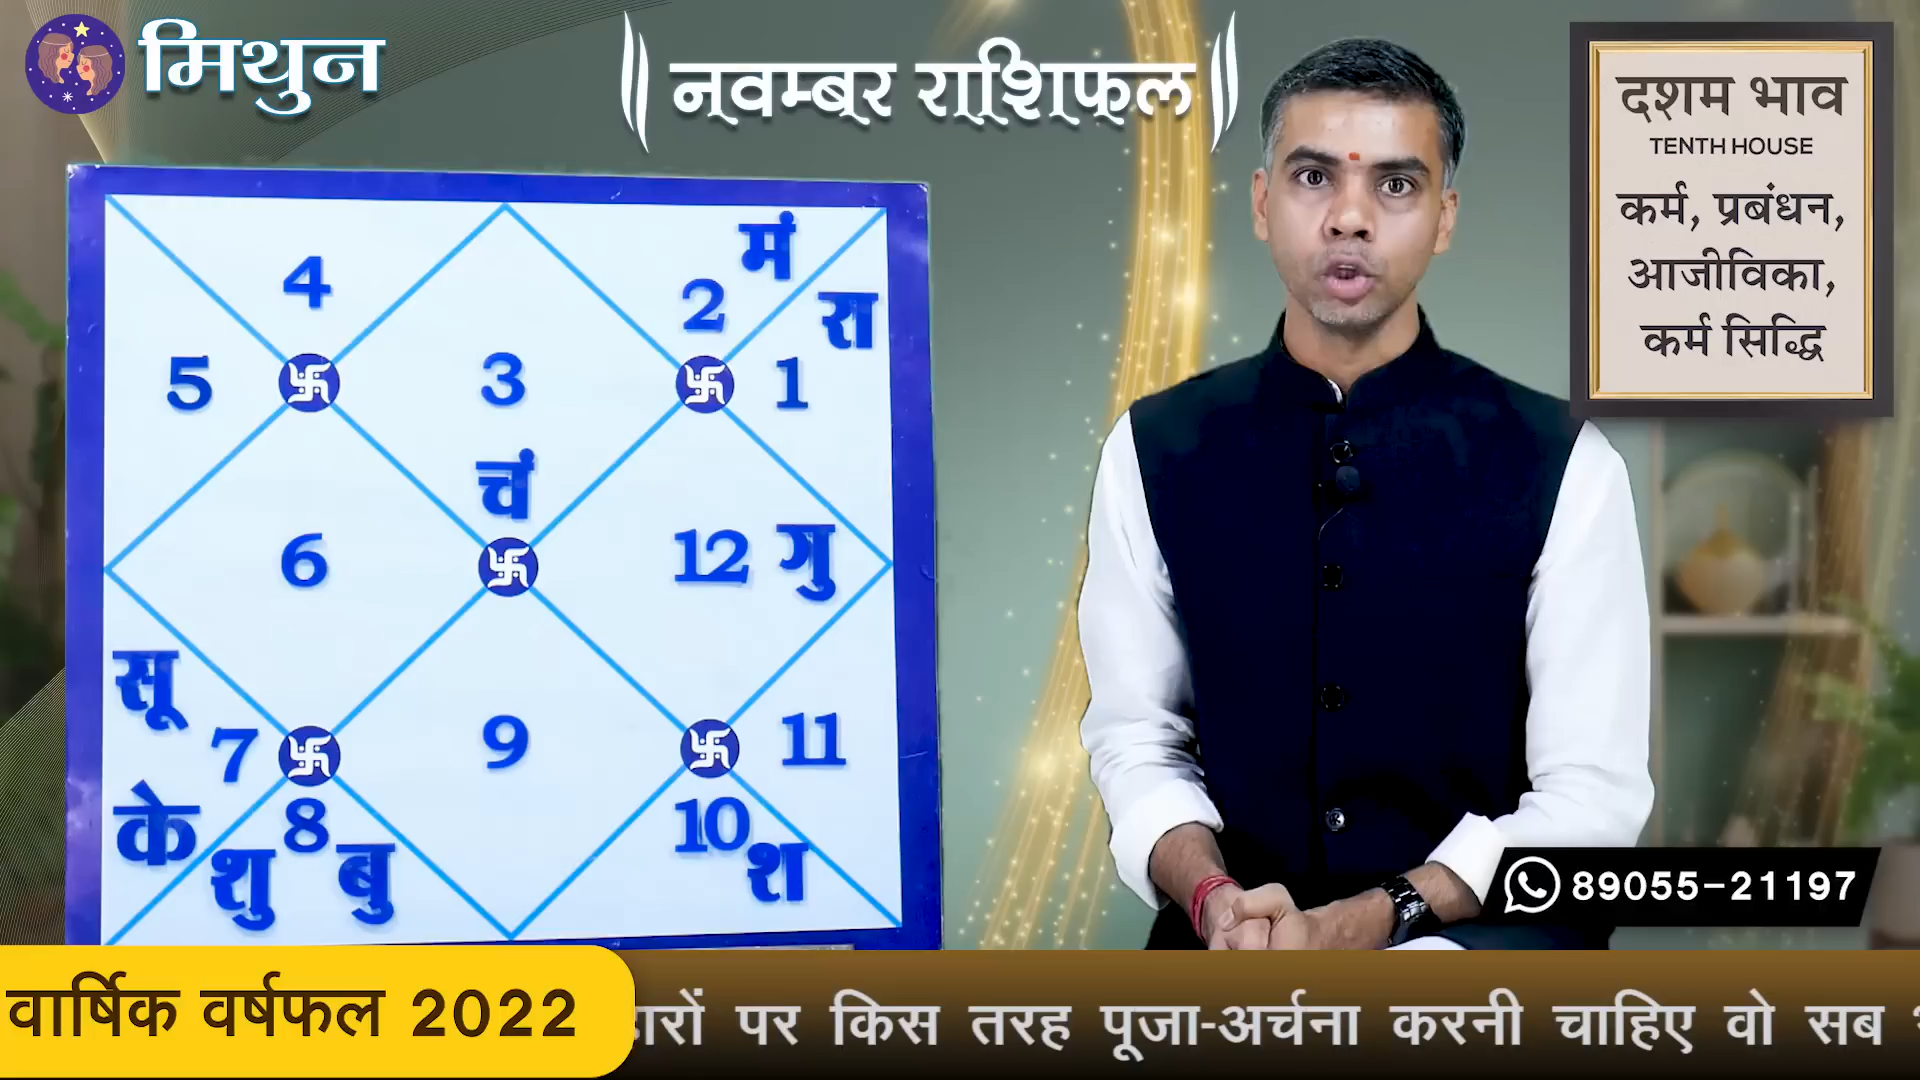 मिथुन
नवम्बर राशिफल
दशम भाव
TENTH HOUSE
कर्म, प्रबंधन,
आजीविका,
कर्म सिद्धि
4
2 मं
रा
5
3
1
चं
6
12 गु
सू
7
9
11
के
8
10
शु
बु
श
89055-21197
वार्षिक वर्षफल 2022
पर किस तरह पूजा-अर्चना करनी चाहिए वो सब